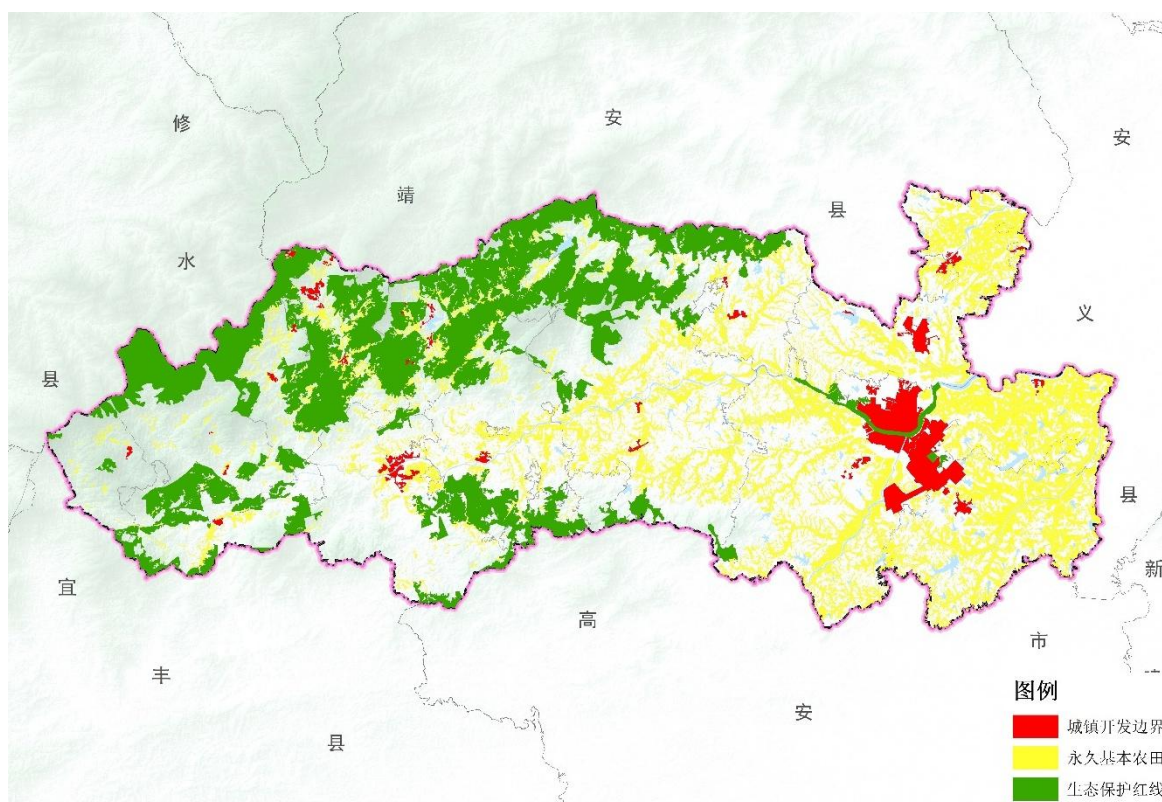 修
水
县
靖
安
县
安
义
县
新
宜
丰
县
高
安
市
图例
城镇开发边界
永久基本农田
生态保护红线